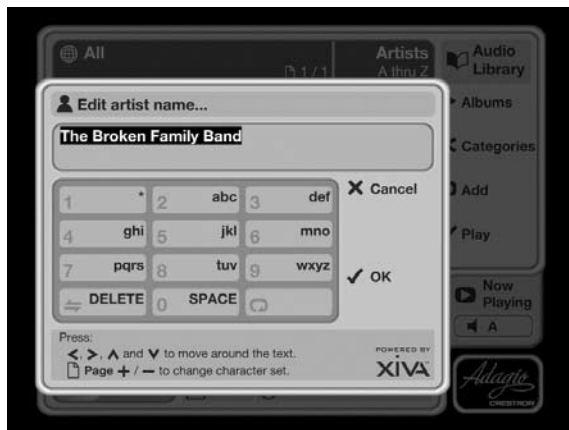 All
1 / 1
Artists
A thru Z
Audio
Library
Edit artist name...
The Broken Family Band
Albums
Categories
Add
Play
Now
Playing
A
1 *
2 abc
3 def
Cancel
4 ghi
5 jkl
6 mno
7 pqrs
8 tuv
9 wxyz
OK
DELETE
0 SPACE
Press:
<, >, ∧ and ∨ to move around the text.
Page + / – to change character set.
POWERED BY
XiVA
Adagio
CRESTRON